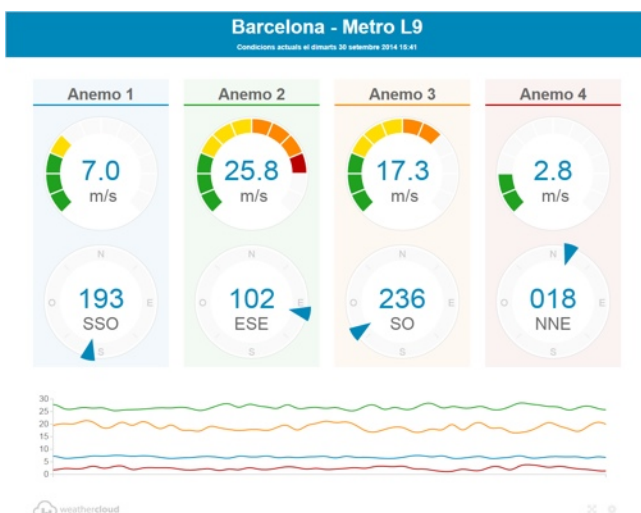 Barcelona - Metro L9
Condicions actuals el dimarts 30 setembre 2014 18:41
Anemo 1
Anemo 2
Anemo 3
Anemo 4
7.0
m/s
25.8
m/s
17.3
m/s
2.8
m/s
N
O
E
S
193
SSO
N
O
E
S
102
ESE
N
O
E
S
236
SO
N
O
E
S
018
NNE
30
25
20
15
10
5
0
weathercloud